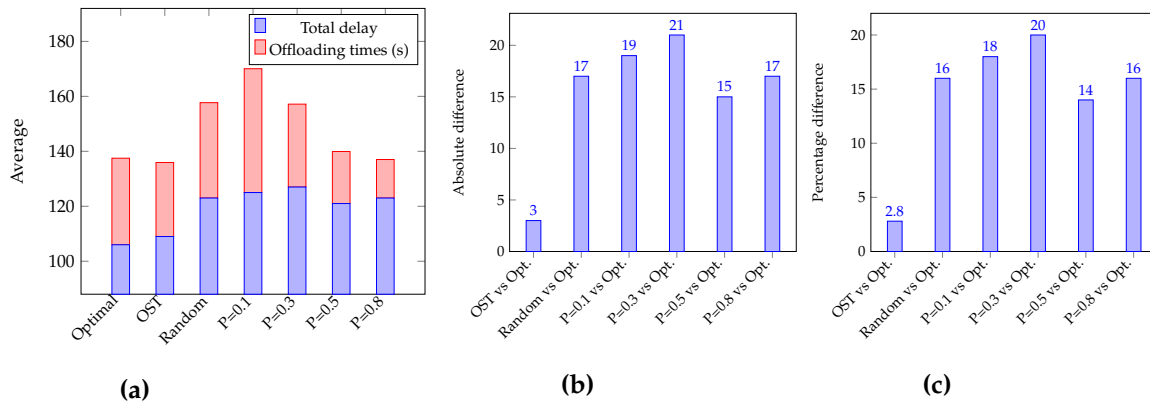 180
160
140
120
100
Average
Total delay
Offloading times (s)
Optimal
OST
Random
P=0.1
P=0.3
P=0.5
P=0.8
(a)
20
15
10
5
0
Absolute difference
3
17
19
21
15
17
OST vs Opt.
Random vs Opt.
P=0.1 vs Opt.
P=0.3 vs Opt.
P=0.5 vs Opt.
P=0.8 vs Opt.
(b)
20
15
10
5
0
Percentage difference
2.8
16
18
20
14
16
OST vs Opt.
Random vs Opt.
P=0.1 vs Opt.
P=0.3 vs Opt.
P=0.5 vs Opt.
P=0.8 vs Opt.
(c)